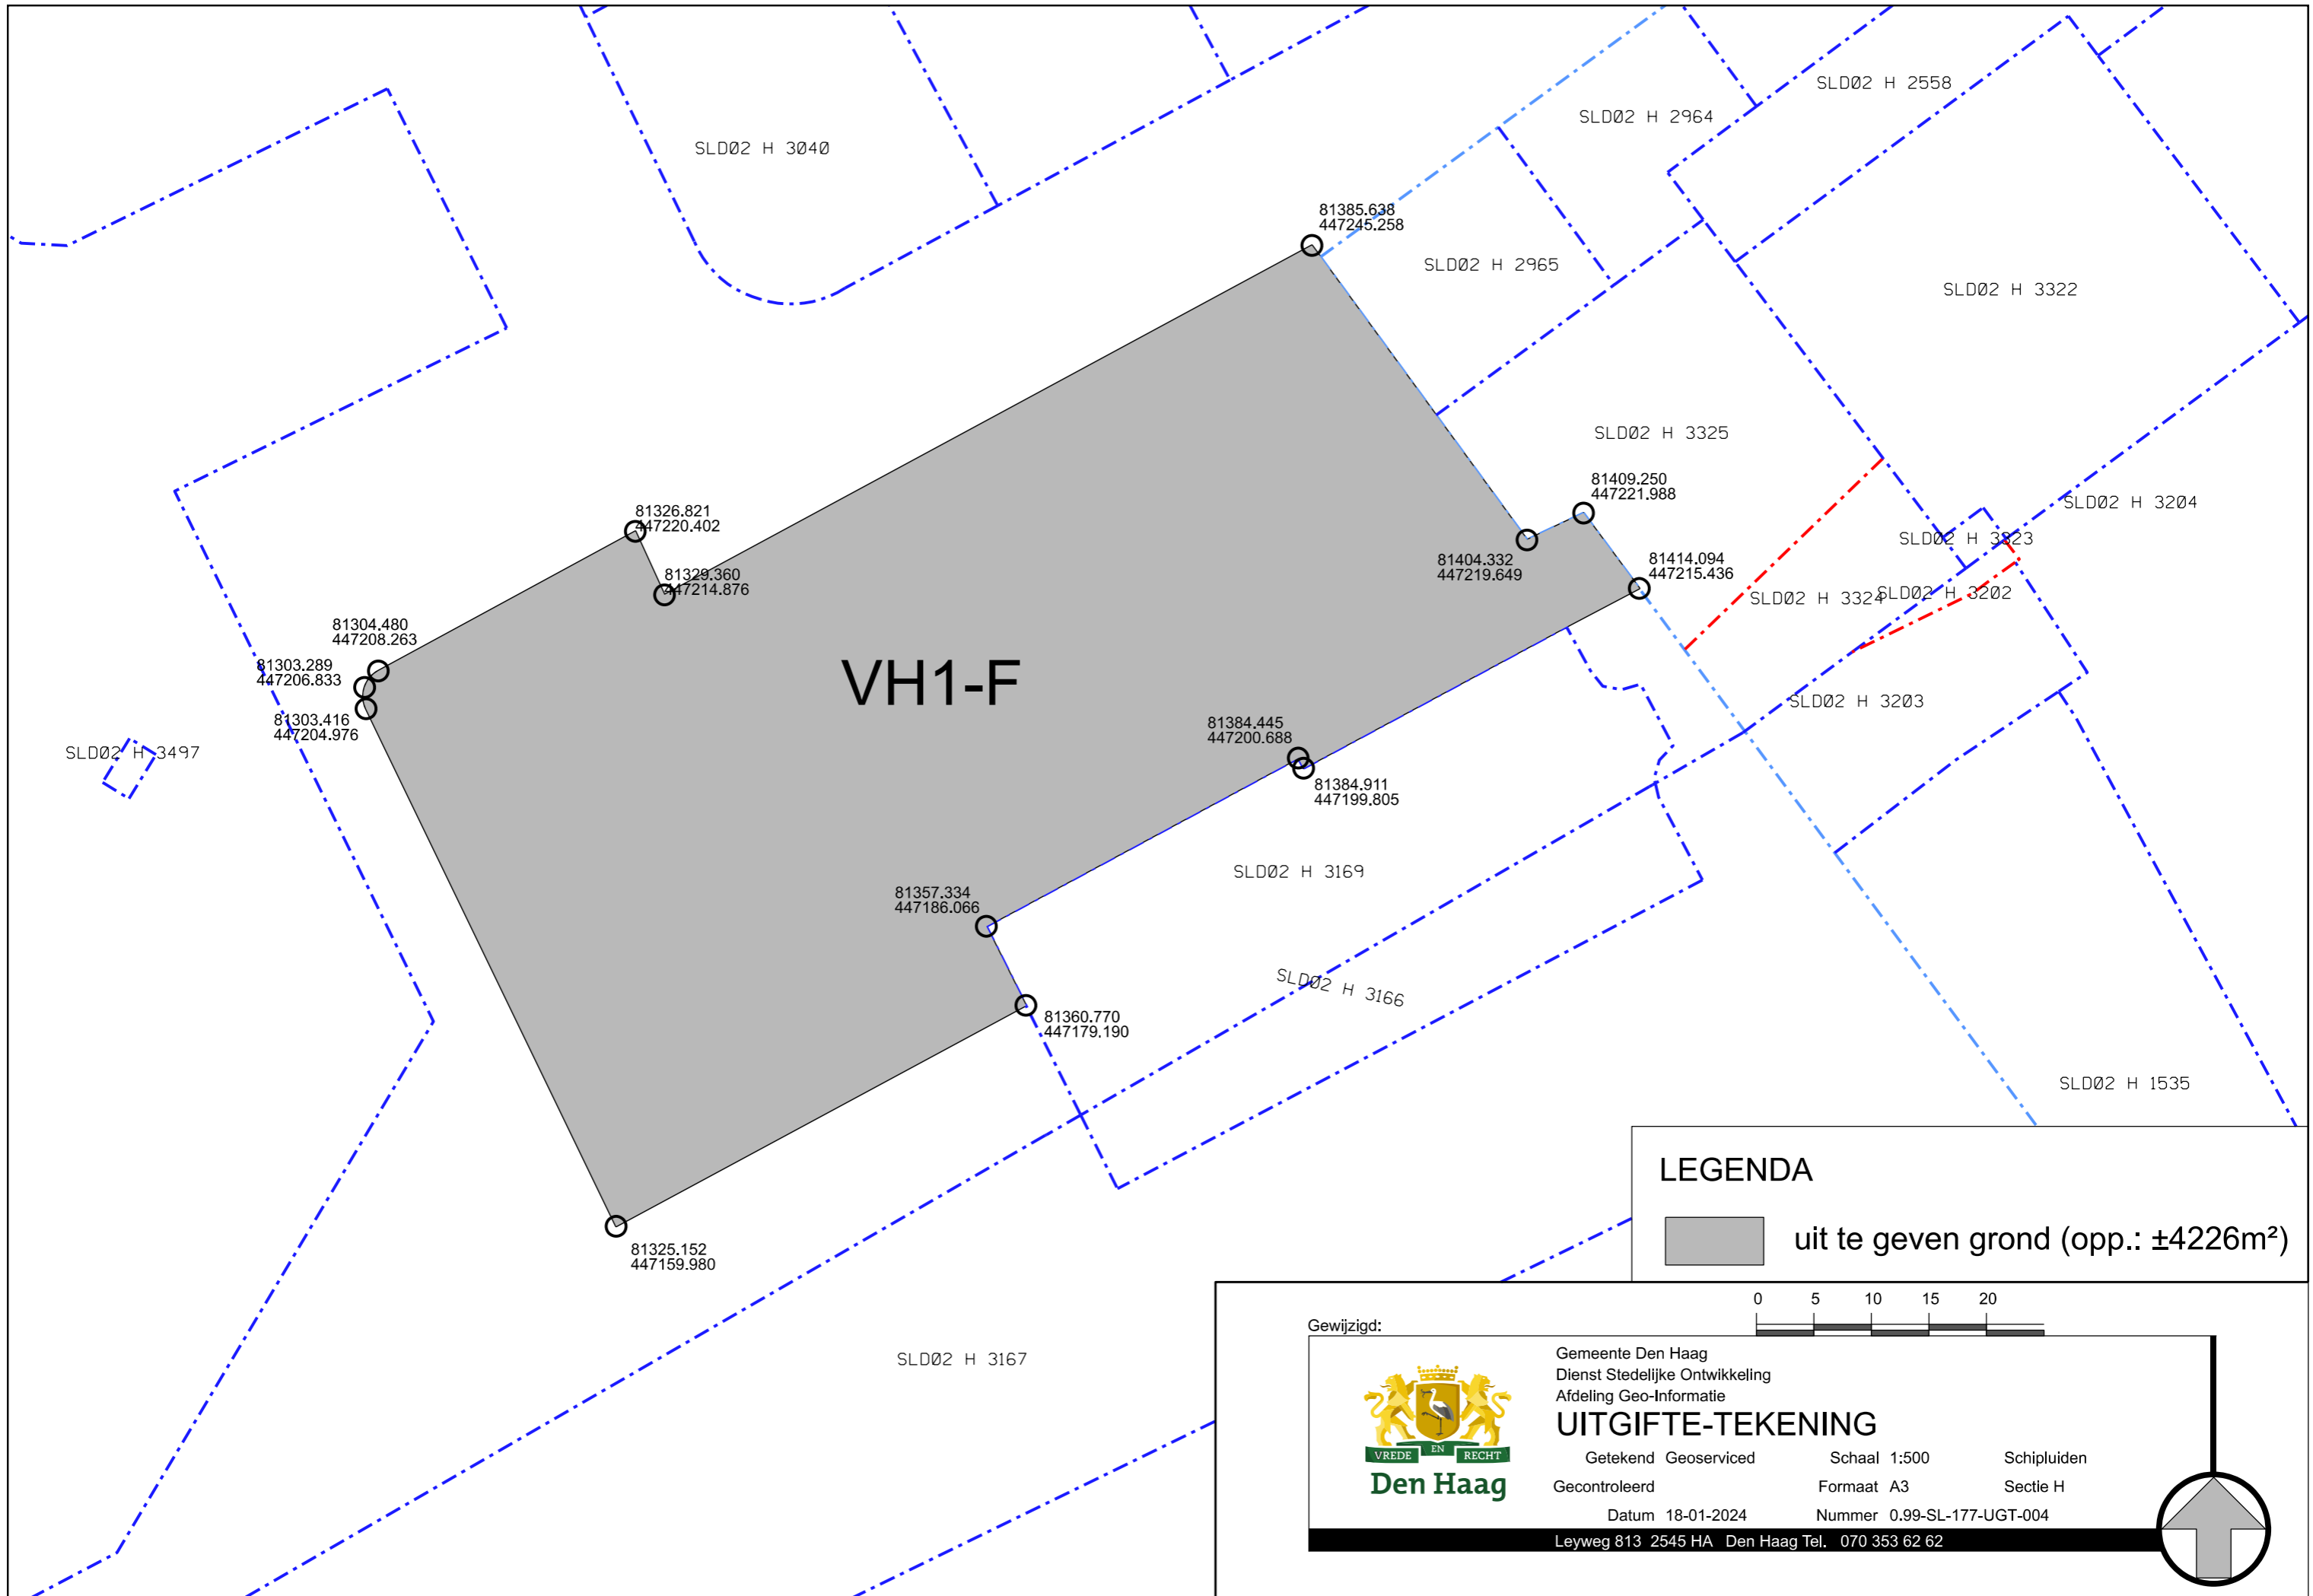 SLD02 H 2558
SLD02 H 2964
SLD02 H 3040
81385.638
447245.258
SLD02 H 2965
SLD02 H 3322
SLD02 H 3325
81409.250
447221.988
SLD02 H 3204
81326.821
447220.402
SLD02 H 3323
81404.332
447219.649
81414.094
447215.436
81329.360
447214.876
SLD02 H 3324
SLD02 H 3202
81304.480
447208.263
81303.289
447206.833
VH1-F
SLD02 H 3203
81303.416
447204.976
81384.445
447200.688
SLD02 H 3497
81384.911
447199.805
SLD02 H 3169
81357.334
447186.066
SLD02 H 3166
81360.770
447179.190
SLD02 H 1535
81325.152
447159.980
SLD02 H 3167
LEGENDA
uit te geven grond (opp.: ±4226m²)
0 5 10 15 20
Gewijzigd:
VREDE EN RECHT
Den Haag
Gemeente Den Haag
Dienst Stedelijke Ontwikkeling
Afdeling Geo-Informatie
UITGIFTE-TEKENING
Getekend Geoserviced Schaal 1:500 Schipluiden
Gecontroleerd Formaat A3 Sectie H
Datum 18-01-2024 Nummer 0.99-SL-177-UGT-004
Leyweg 813 2545 HA Den Haag Tel. 070 353 62 62